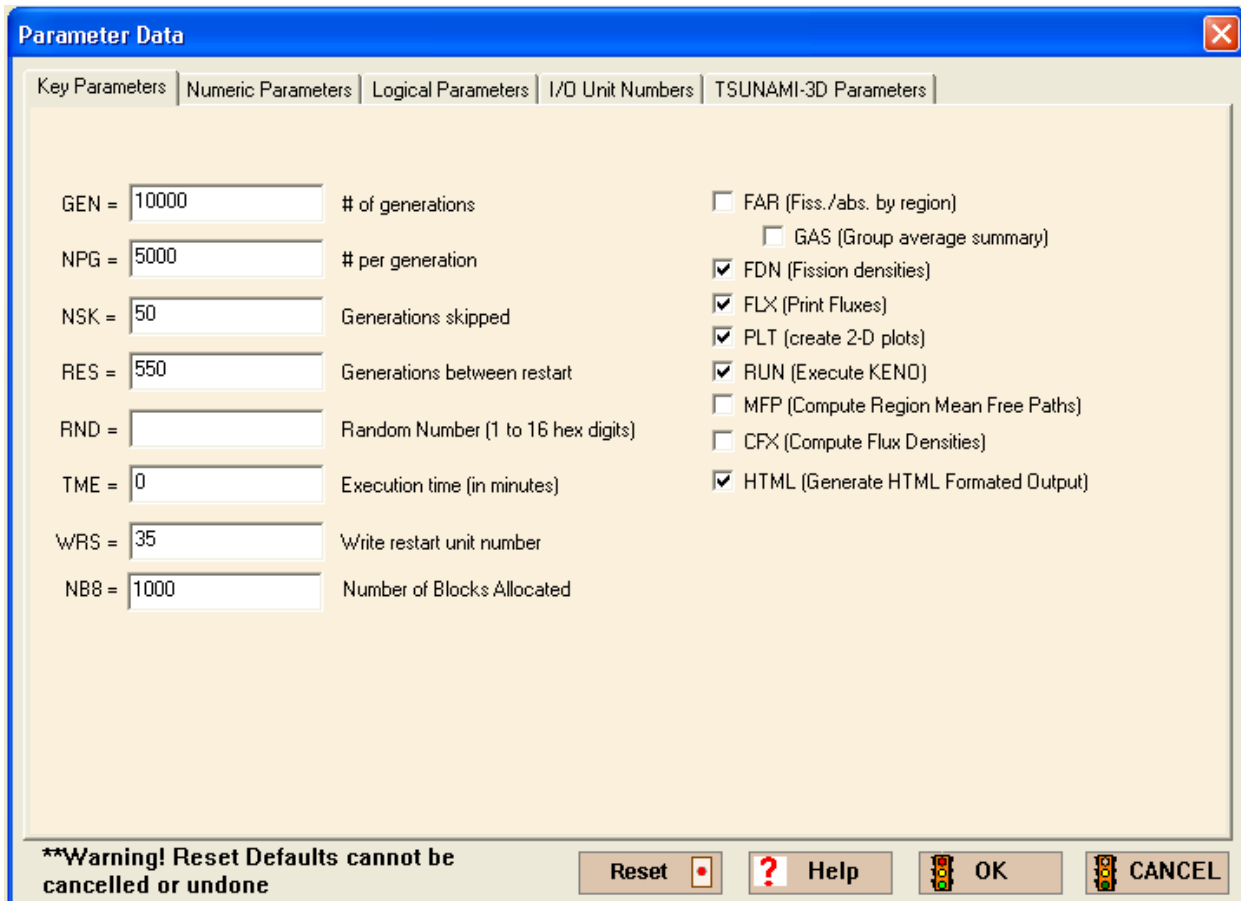 Parameter Data
Key Parameters Numeric Parameters Logical Parameters I/O Unit Numbers TSUNAMI-3D Parameters
GEN = 10000 # of generations
NPG = 5000 # per generation
NSK = 50 Generations skipped
RES = 550 Generations between restart
RND = Random Number (1 to 16 hex digits)
TME = 0 Execution time (in minutes)
WRS = 35 Write restart unit number
NB8 = 1000 Number of Blocks Allocated
FAR (Fiss./abs. by region)
GAS (Group average summary)
FDN (Fission densities)
FLX (Print Fluxes)
PLT (create 2-D plots)
RUN (Execute KENO)
MFP (Compute Region Mean Free Paths)
CFX (Compute Flux Densities)
HTML (Generate HTML Formated Output)
**Warning! Reset Defaults cannot be
cancelled or undone
Reset ? Help OK CANCEL